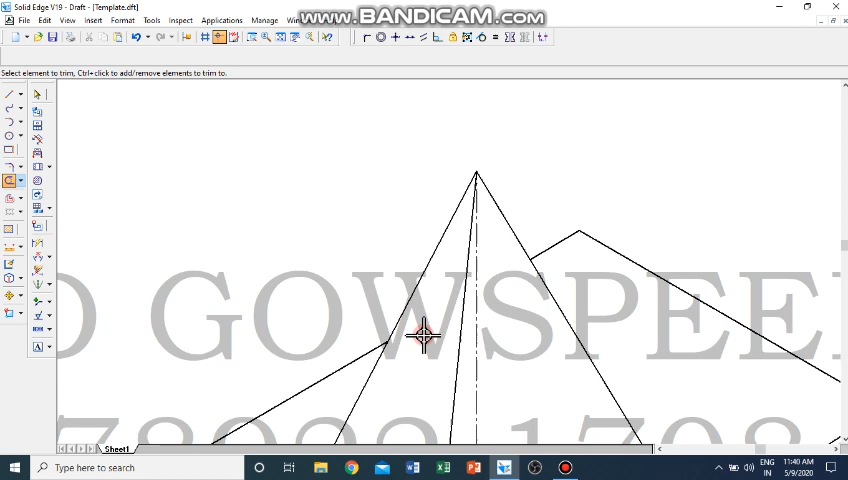 Solid Edge V19 - Draft - [Template.dft]
www.BANDICAM.com
File Edit View Insert Format Tools Inspect Applications Manage
Select element to trim, Ctrl+click to add/remove elements to trim to.
D GOWSPEE
Sheet1
Type here to search
ENG
IN
11:40 AM
5/9/2020